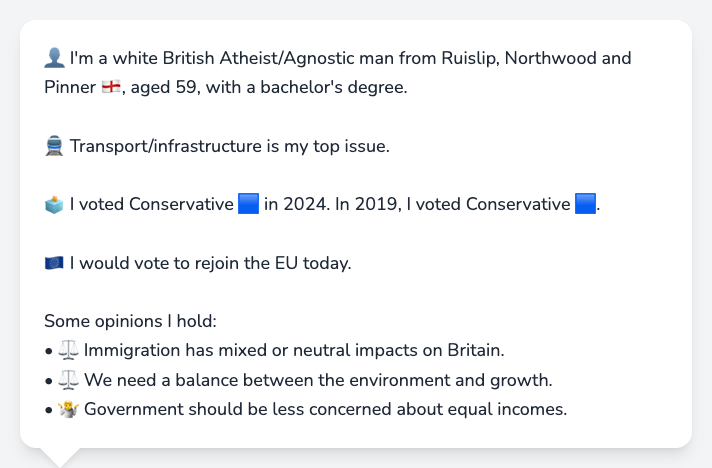 👤 I'm a white British Atheist/Agnostic man from Ruislip, Northwood and
Pinner 🏴󠁧󠁢󠁥󠁮󠁧󠁿, aged 59, with a bachelor's degree.
🚆 Transport/infrastructure is my top issue.
🗳️ I voted Conservative 🟦 in 2024. In 2019, I voted Conservative 🟦.
🇪🇺 I would vote to rejoin the EU today.
Some opinions I hold:
• ⚖️ Immigration has mixed or neutral impacts on Britain.
• ⚖️ We need a balance between the environment and growth.
• 🤷 Government should be less concerned about equal incomes.